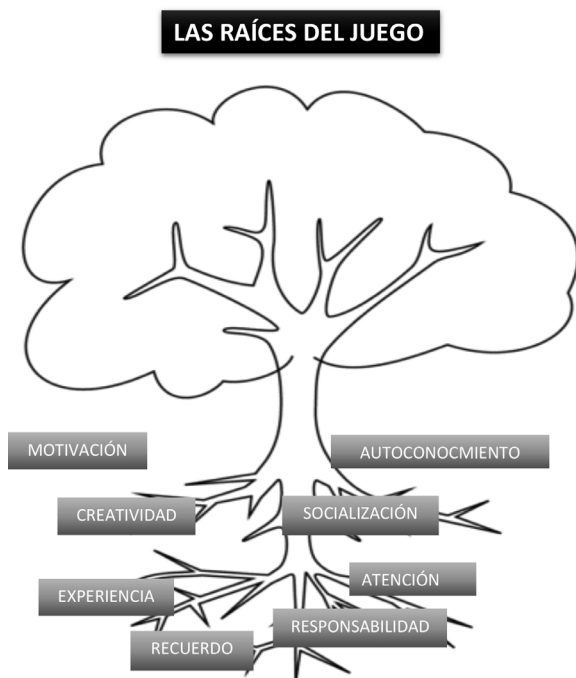 LAS RAÍCES DEL JUEGO
MOTIVACIÓN
AUTOCONOCMIENTO
CREATIVIDAD
SOCIALIZACIÓN
ATENCIÓN
EXPERIENCIA
RESPONSABILIDAD
RECUERDO